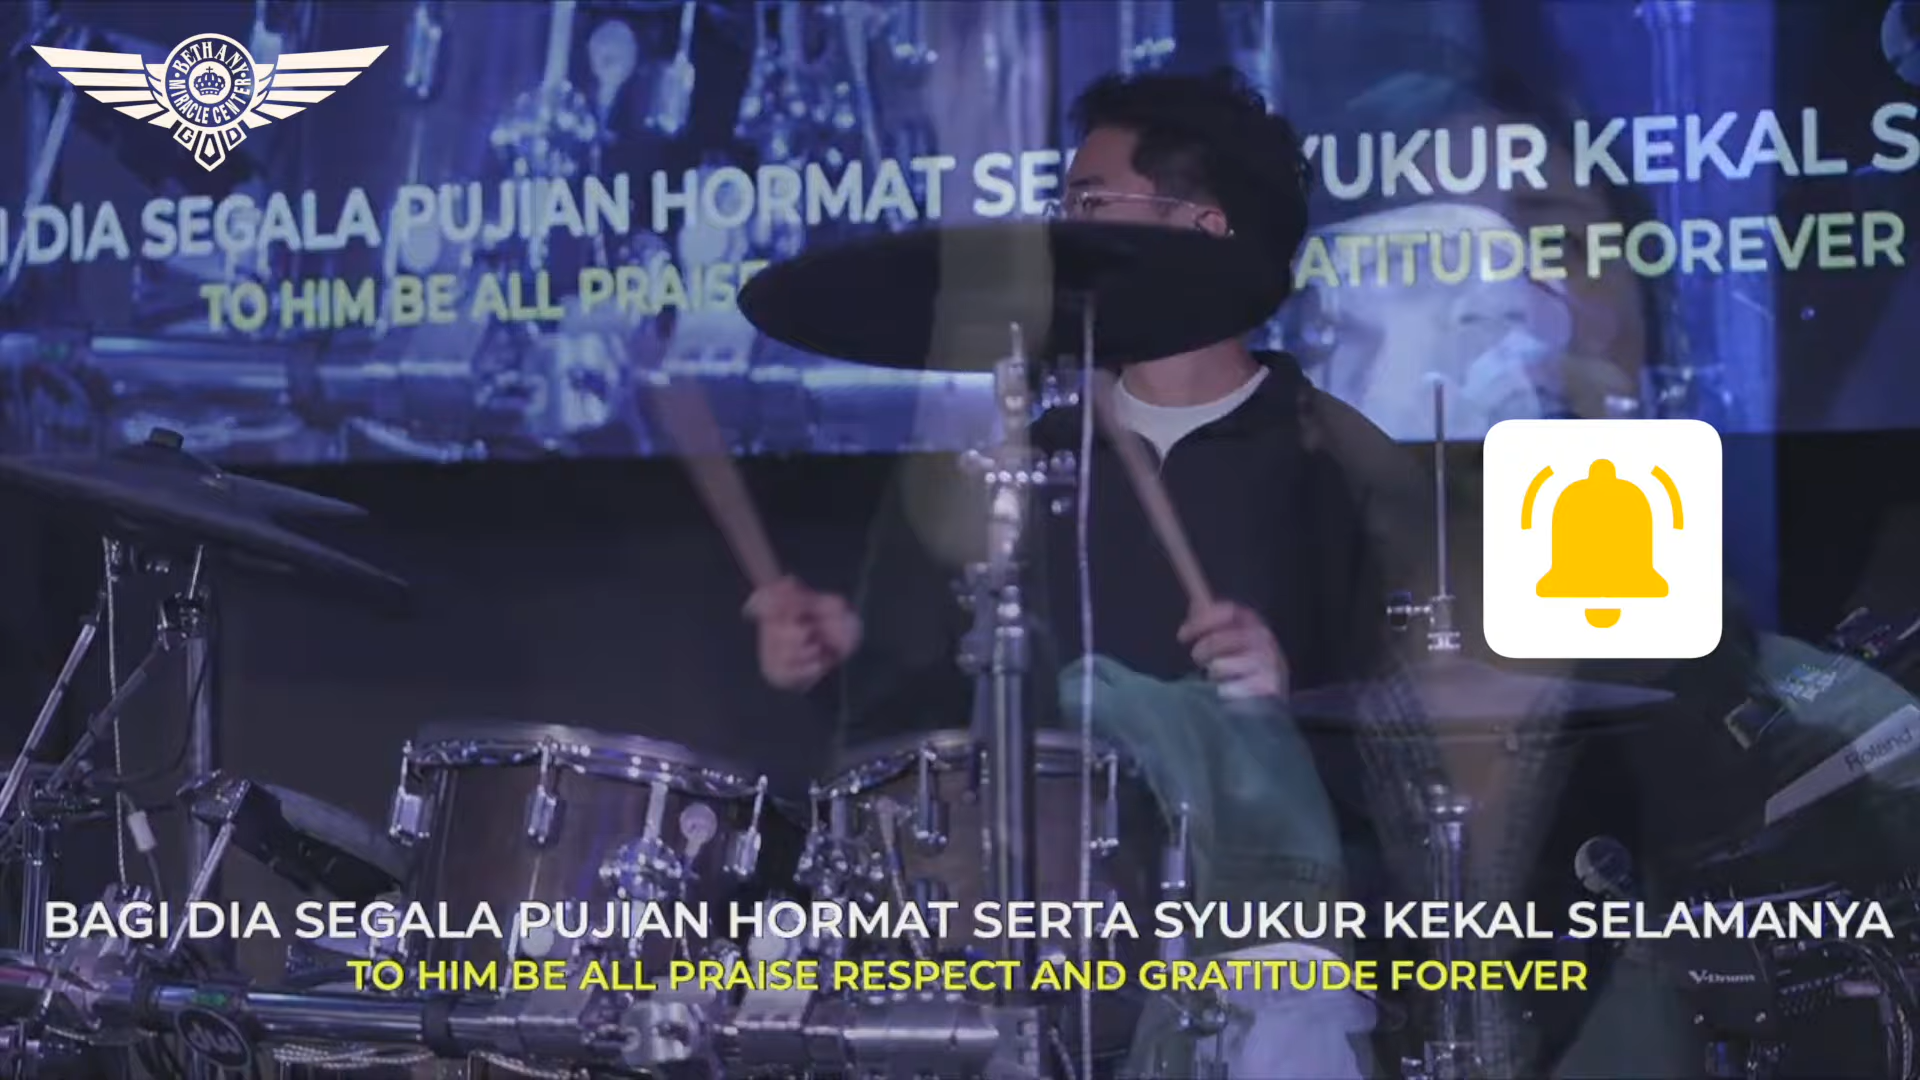 BETHANY
MIRACLE CENTER
GOD
I DIA SEGALA PUJIAN HORMAT SE YUKUR KEKAL S
TO HIM BE ALL PRAISE ATITUDE FOREVER
Roland
V-Drums
BAGI DIA SEGALA PUJIAN HORMAT SERTA SYUKUR KEKAL SELAMANYA
TO HIM BE ALL PRAISE RESPECT AND GRATITUDE FOREVER